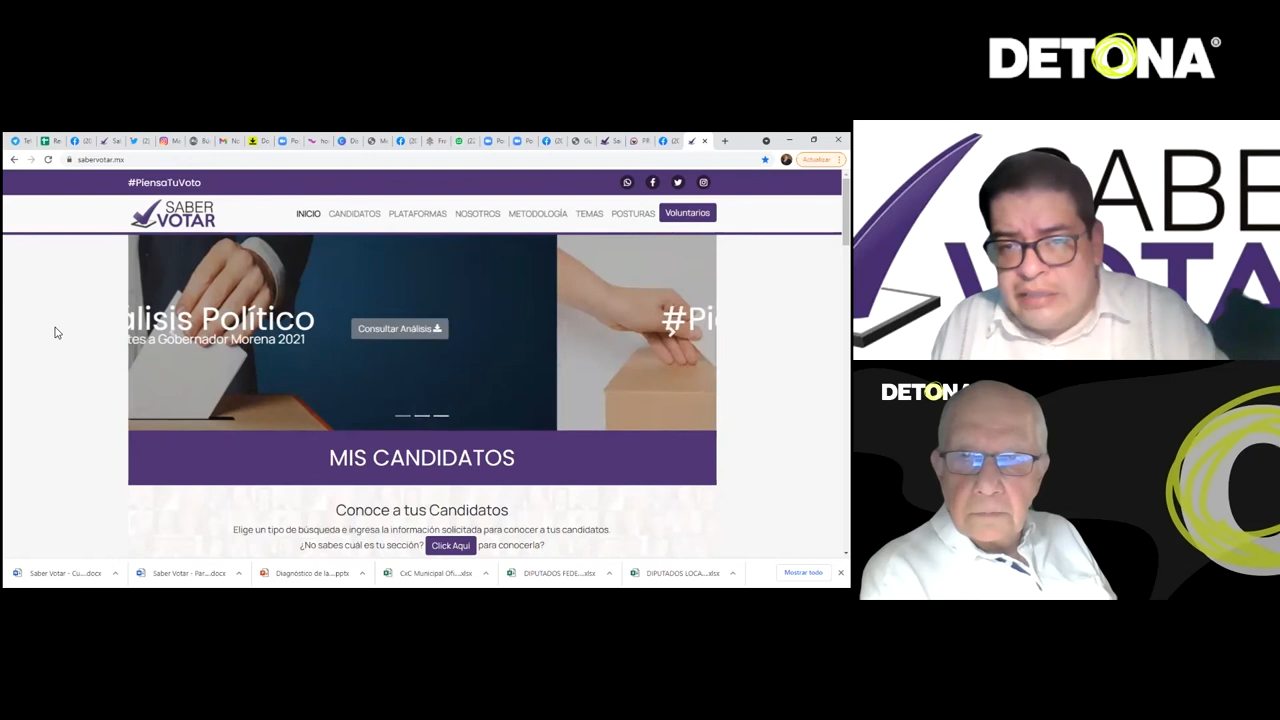 DETONA®
sabervotar.mx
Actualizar
#PiensaTuVoto
SABER
VOTAR
INICIO CANDIDATOS PLATAFORMAS NOSOTROS METODOLOGÍA TEMAS POSTURAS Voluntarios
álisis Político
tes a Gobernador Morena 2021
Consultar Análisis
#Pi
MIS CANDIDATOS
Conoce a tus Candidatos
Elige un tipo de búsqueda e ingresa la información solicitada para conocer a tus candidatos.
¿No sabes cuál es tu sección? Click Aquí para conocerla?
Saber Votar - Cu....docx
Saber Votar - Par....docx
Diagnóstico de la....pptx
CxC Municipal Ofi....xlsx
DIPUTADOS FEDE....xlsx
DIPUTADOS LOCA....xlsx
Mostrar todo
SABE
VOTA
DETONA